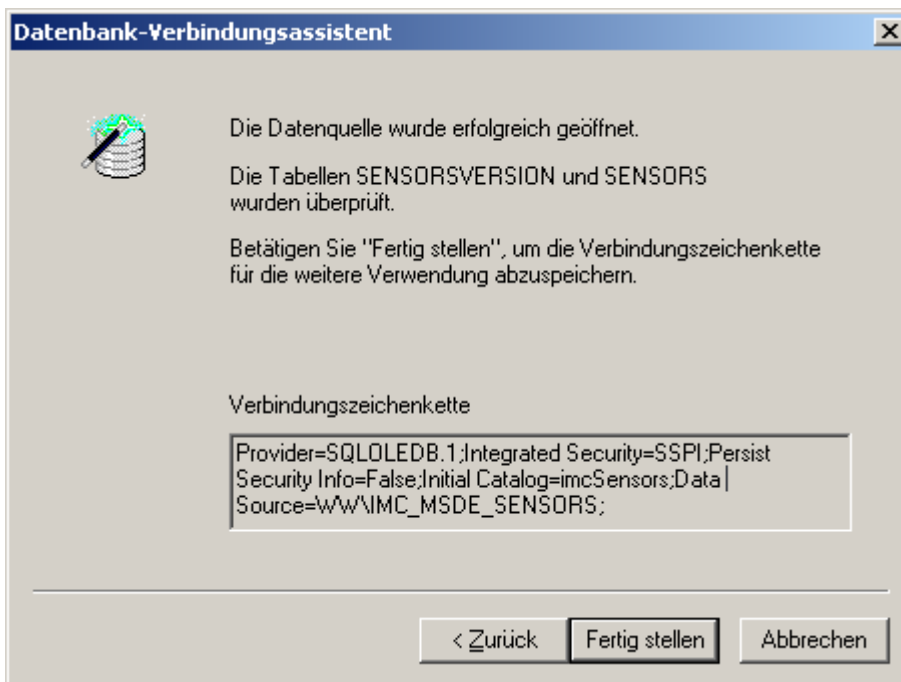 Datenbank-Verbindungsassistent
Die Datenquelle wurde erfolgreich geöffnet.
Die Tabellen SENSORSVERSION und SENSORS
wurden überprüft.
Betätigen Sie "Fertig stellen", um die Verbindungszeichenkette
für die weitere Verwendung abzuspeichern.
Verbindungszeichenkette
Provider=SQLOLEDB.1;Integrated Security=SSPI;Persist
Security Info=False;Initial Catalog=imcSensors;Data
Source=WW\IMC_MSDE_SENSORS;
< Zurück Fertig stellen Abbrechen